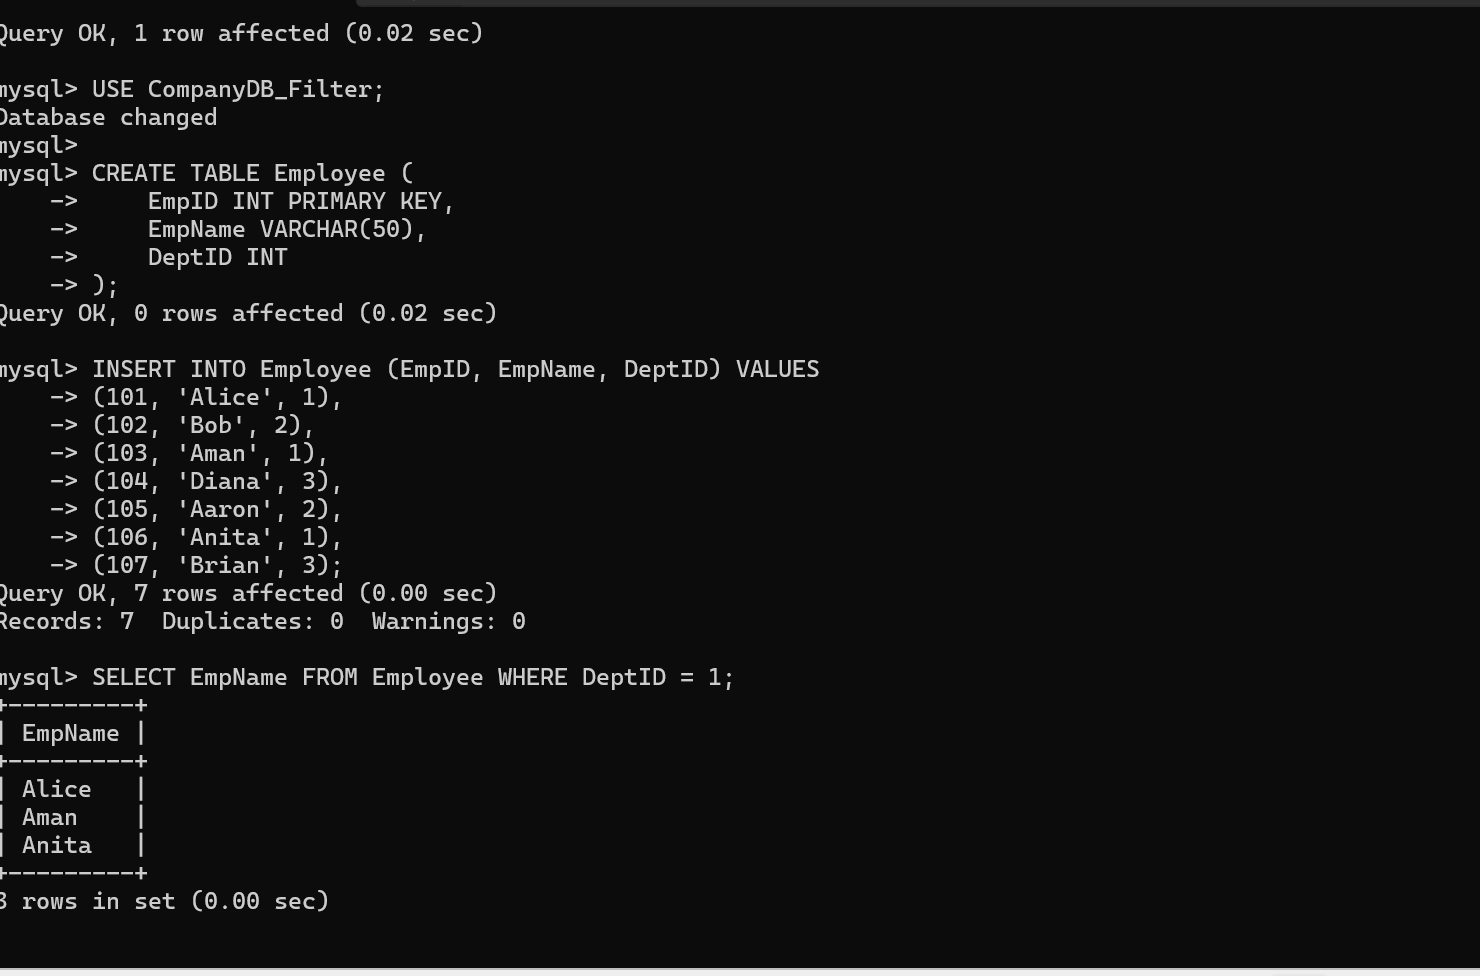 Query OK, 1 row affected (0.02 sec)
mysql> USE CompanyDB_Filter;
Database changed
mysql>
mysql> CREATE TABLE Employee (
    ->     EmpID INT PRIMARY KEY,
    ->     EmpName VARCHAR(50),
    ->     DeptID INT
    -> );
Query OK, 0 rows affected (0.02 sec)
mysql> INSERT INTO Employee (EmpID, EmpName, DeptID) VALUES
    -> (101, 'Alice', 1),
    -> (102, 'Bob', 2),
    -> (103, 'Aman', 1),
    -> (104, 'Diana', 3),
    -> (105, 'Aaron', 2),
    -> (106, 'Anita', 1),
    -> (107, 'Brian', 3);
Query OK, 7 rows affected (0.00 sec)
Records: 7  Duplicates: 0  Warnings: 0
mysql> SELECT EmpName FROM Employee WHERE DeptID = 1;
+---------+
| EmpName |
+---------+
| Alice   |
| Aman    |
| Anita   |
+---------+
3 rows in set (0.00 sec)